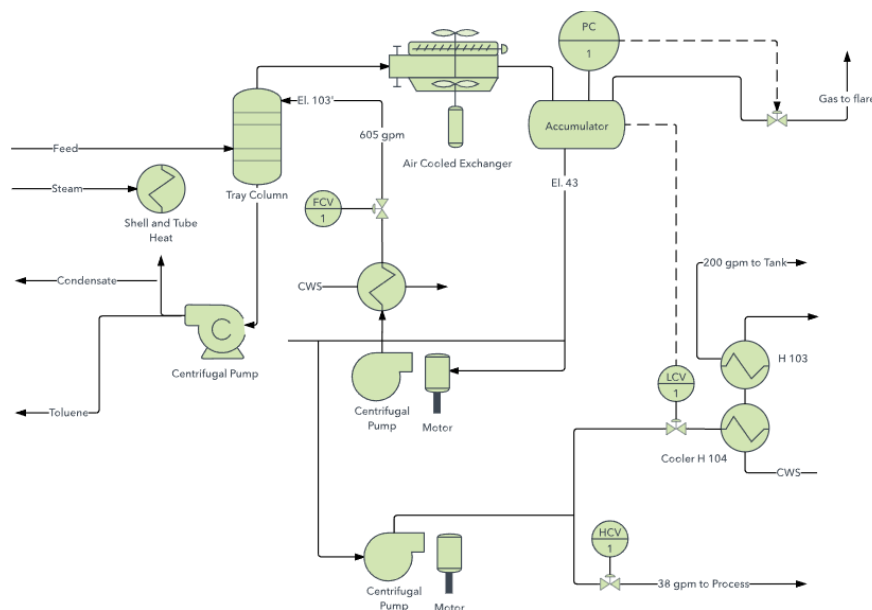 PC
1
Gas to flare
El. 103'
605 gpm
Accumulator
Air Cooled Exchanger
Feed
Steam
Tray Column
El. 43
Shell and Tube
Heat
FCV
1
200 gpm to Tank
Condensate
CWS
H 103
C
Centrifugal Pump
LCV
1
Centrifugal
Pump
Motor
Toluene
Cooler H 104
CWS
HCV
1
38 gpm to Process
Centrifugal
Pump
Motor